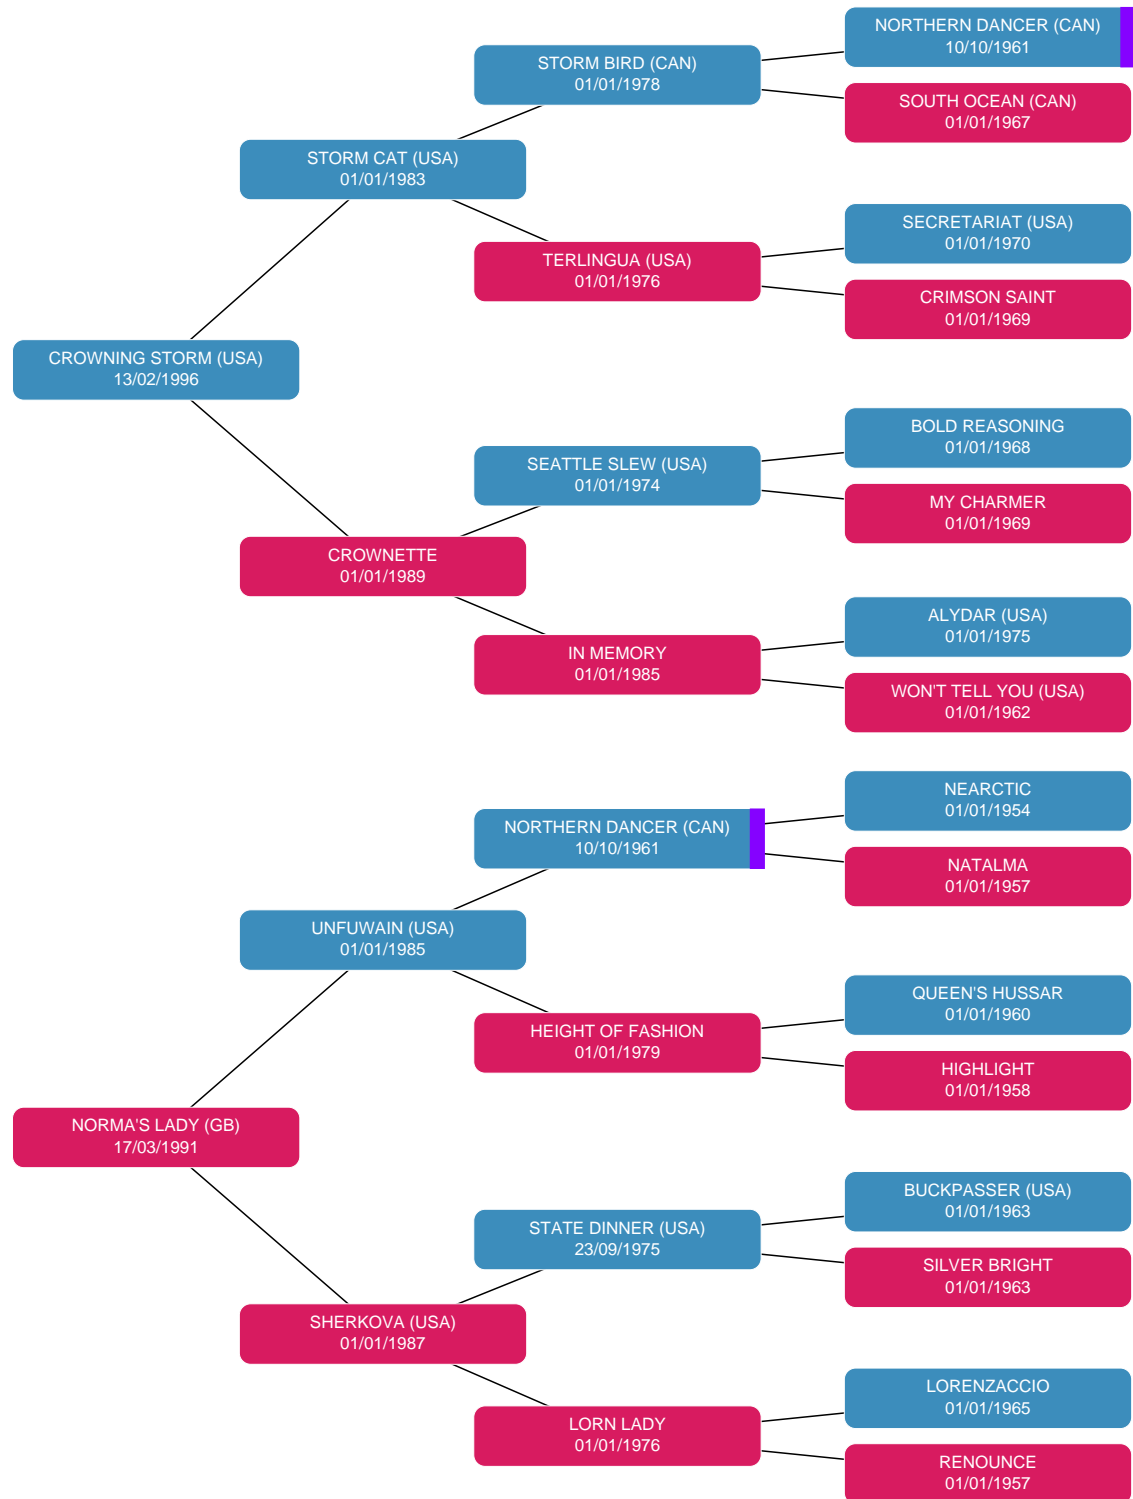 NORTHERN DANCER (CAN)
10/10/1961
STORM BIRD (CAN)
01/01/1978
SOUTH OCEAN (CAN)
01/01/1967
STORM CAT (USA)
01/01/1983
SECRETARIAT (USA)
01/01/1970
TERLINGUA (USA)
01/01/1976
CRIMSON SAINT
01/01/1969
CROWNING STORM (USA)
13/02/1996
BOLD REASONING
01/01/1968
SEATTLE SLEW (USA)
01/01/1974
MY CHARMER
01/01/1969
CROWNETTE
01/01/1989
ALYDAR (USA)
01/01/1975
IN MEMORY
01/01/1985
WON'T TELL YOU (USA)
01/01/1962
NEARCTIC
01/01/1954
NORTHERN DANCER (CAN)
10/10/1961
NATALMA
01/01/1957
UNFUWAIN (USA)
01/01/1985
QUEEN'S HUSSAR
01/01/1960
HEIGHT OF FASHION
01/01/1979
HIGHLIGHT
01/01/1958
NORMA'S LADY (GB)
17/03/1991
BUCKPASSER (USA)
01/01/1963
STATE DINNER (USA)
23/09/1975
SILVER BRIGHT
01/01/1963
SHERKOVA (USA)
01/01/1987
LORENZACCIO
01/01/1965
LORN LADY
01/01/1976
RENOUNCE
01/01/1957